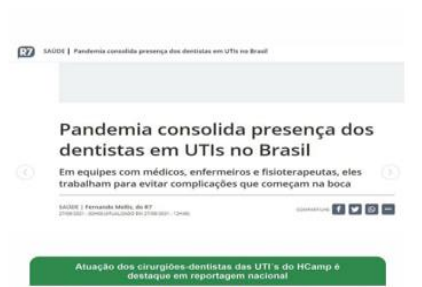 R7 SAÚDE | Pandemia consolida presença dos dentistas em UTIs no Brasil
Pandemia consolida presença dos
dentistas em UTIs no Brasil
Em equipes com médicos, enfermeiros e fisioterapeutas, eles
trabalham para evitar complicações que começam na boca
SAÚDE | Fernando Mellis, do R7
Atuação dos cirurgiões-dentistas das UTI´s do HCamp é
destaque em reportagem nacional